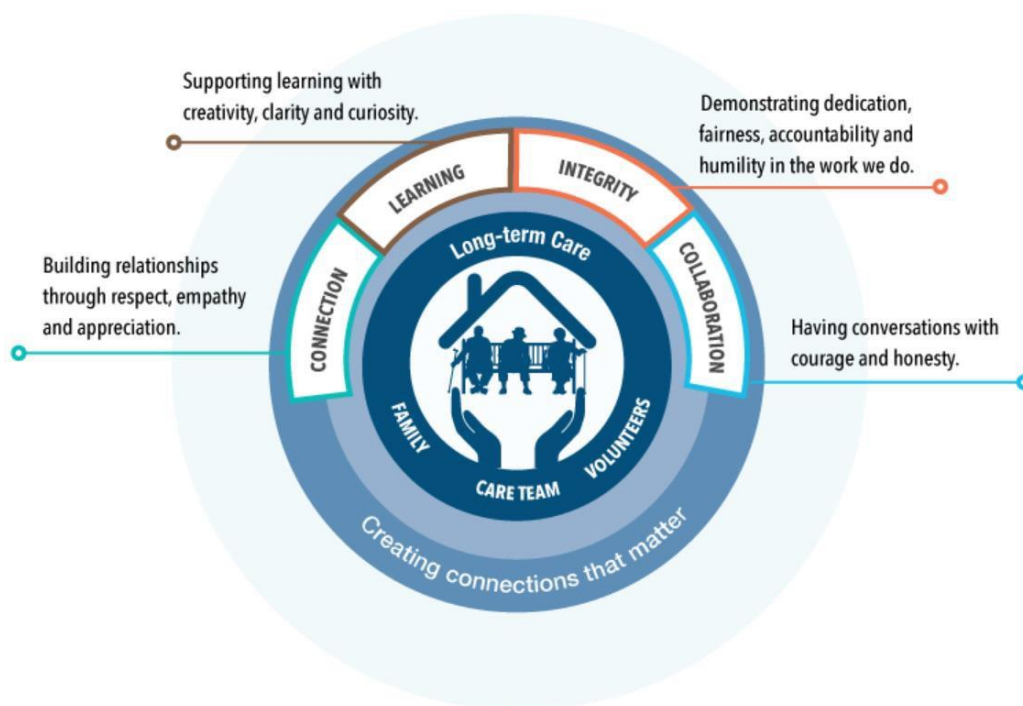 Supporting learning with
creativity, clarity and curiosity.
Demonstrating dedication,
fairness, accountability and
humility in the work we do.
Building relationships
through respect, empathy
and appreciation.
Having conversations with
courage and honesty.
CONNECTION
LEARNING
INTEGRITY
COLLABORATION
Long-term Care
FAMILY
CARE TEAM
VOLUNTEERS
Creating connections that matter